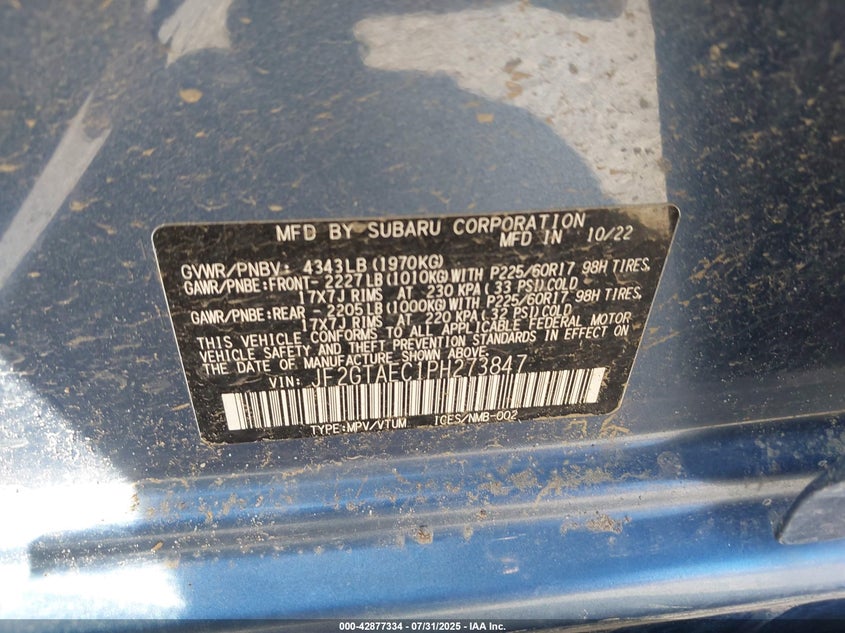 MFD BY SUBARU CORPORATION
MFD IN 10/22
GVWR/PNBV: 4343LB(1970KG)
GAWR/PNBE:FRONT-2227LB(1010KG)WITH P225/60R17 98H TIRES,
17X7J RIMS AT 230 KPA(33 PSI)COLD
GAWR/PNBE:REAR -2205LB(1000KG)WITH P225/60R17 98H TIRES,
17X7J RIMS AT 220 KPA(32 PSI)COLD
THIS VEHICLE CONFORMS TO ALL APPLICABLE FEDERAL MOTOR
VEHICLE SAFETY AND THEFT PREVENTION STANDARDS IN EFFECT ON
THE DATE OF MANUFACTURE SHOWN ABOVE.
VIN: JF2GTAEC1PH273847
TYPE:MPV/VTUM ICES/NMB-002
000-42877334 / 07/31/2025 - IAA Inc.